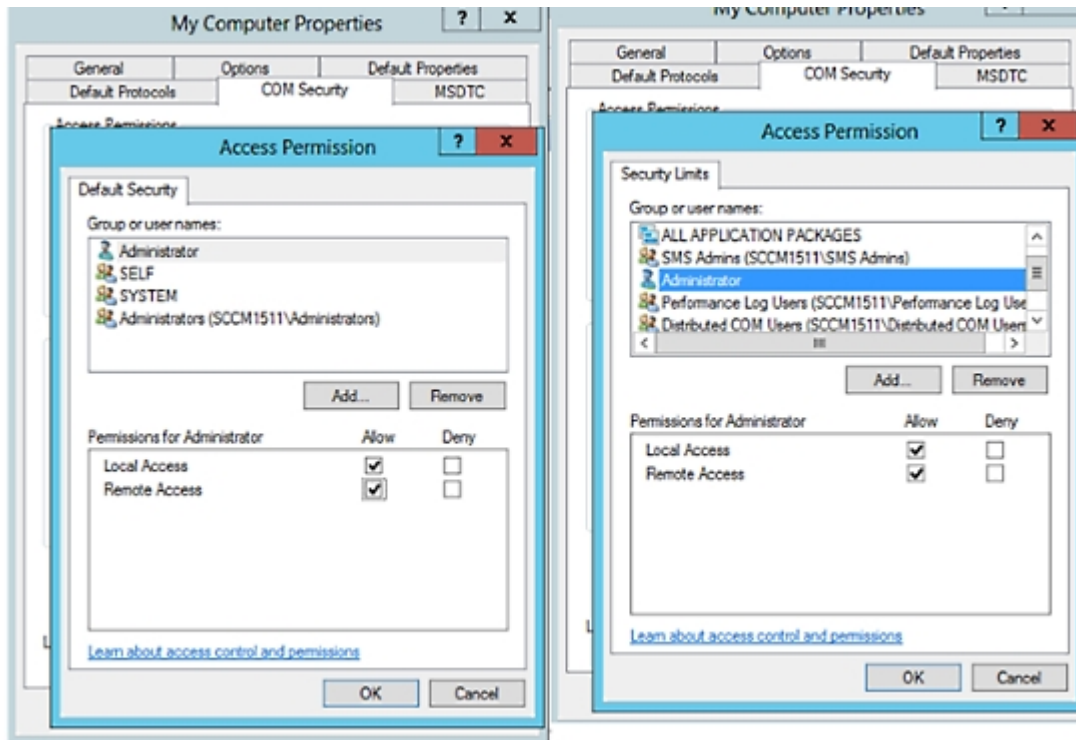 My Computer Properties
? X
General Options Default Properties
Default Protocols COM Security MSDTC
Access Permissions
Access Permission
? X
Default Security
Group or user names:
Administrator
SELF
SYSTEM
Administrators (SCCM1511\Administrators)
Add... Remove
Permissions for Administrator Allow Deny
Local Access
Remote Access
Learn about access control and permissions
OK Cancel
My Computer Properties
General Options Default Properties
Default Protocols COM Security MSDTC
Access Permissions
Access Permission
? X
Security Limits
Group or user names:
ALL APPLICATION PACKAGES
SMS Admins (SCCM1511\SMS Admins)
Administrator
Performance Log Users (SCCM1511\Performance Log Use
Distributed COM Users (SCCM1511\Distributed COM Users
Add... Remove
Permissions for Administrator Allow Deny
Local Access
Remote Access
Learn about access control and permissions
OK Cancel